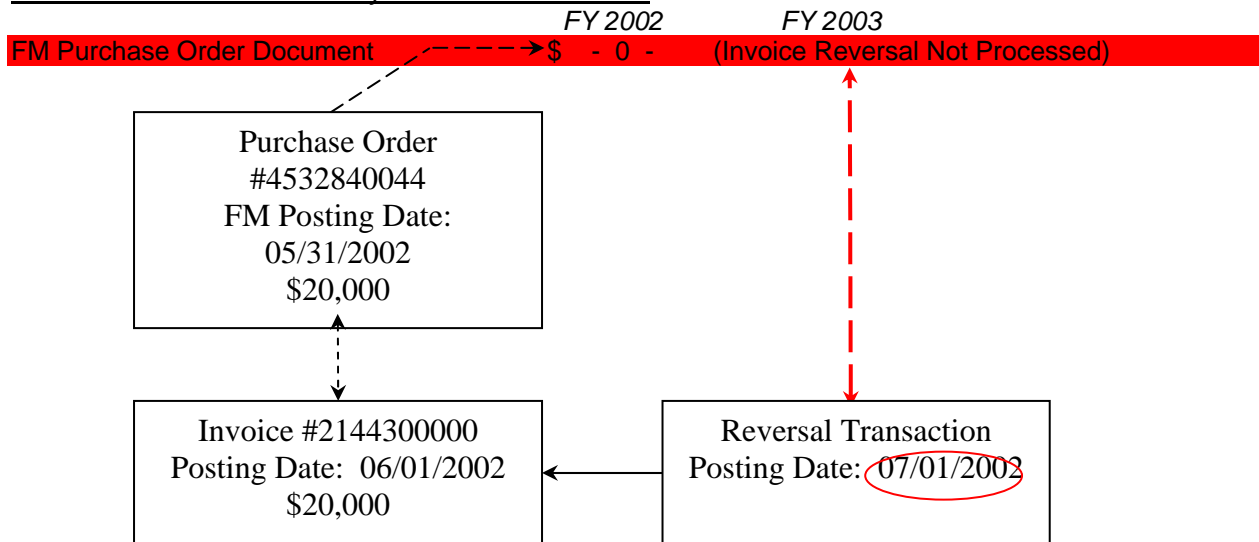 FY 2002 FY 2003
FM Purchase Order Document $ - 0 - (Invoice Reversal Not Processed)
Purchase Order
#4532840044
FM Posting Date:
05/31/2002
$20,000
Invoice #2144300000
Posting Date: 06/01/2002
$20,000
Reversal Transaction
Posting Date: 07/01/2002